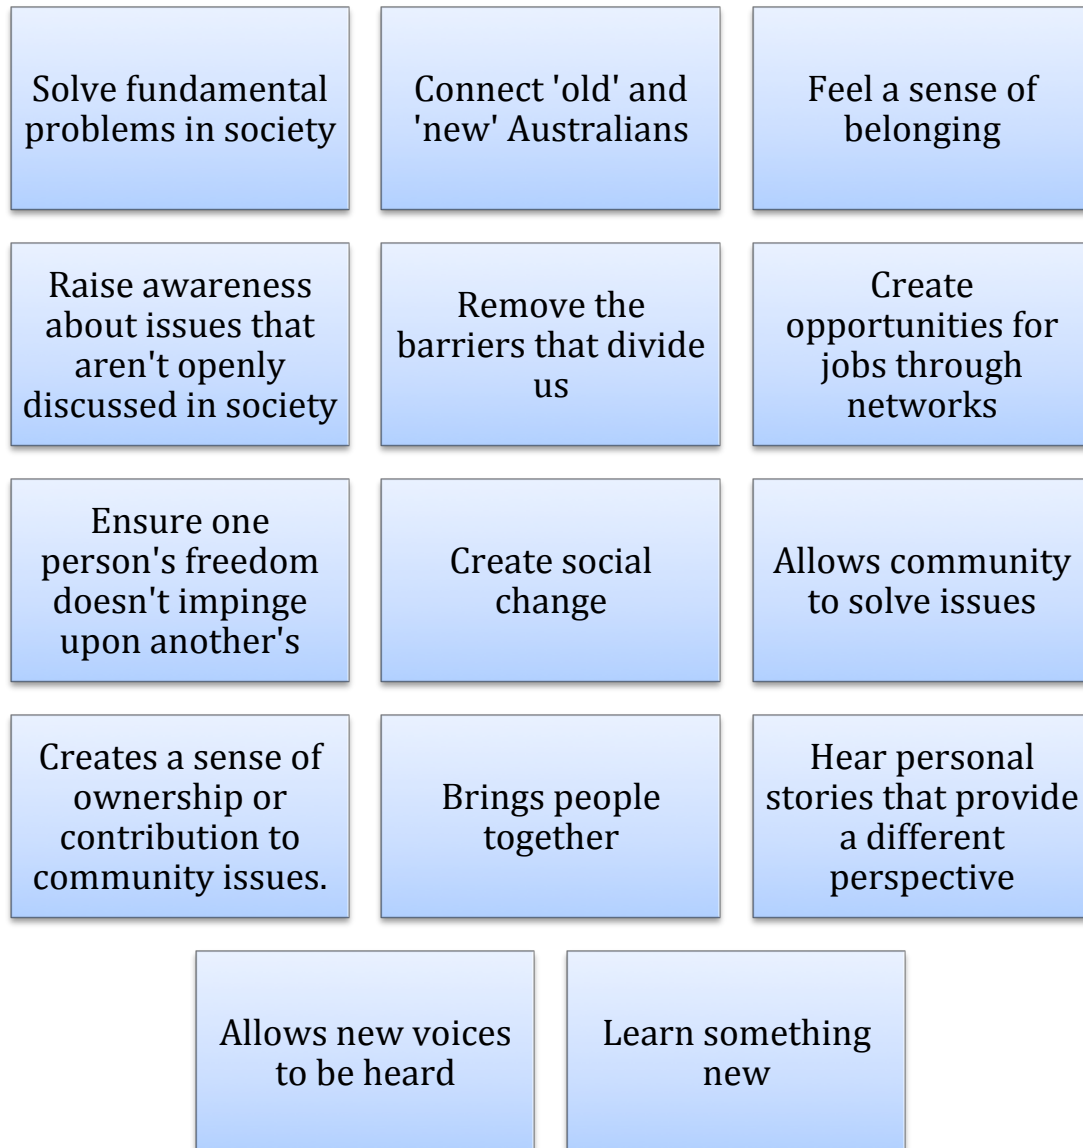 Solve fundamental
problems in society
Connect 'old' and
'new' Australians
Feel a sense of
belonging
Raise awareness
about issues that
aren't openly
discussed in society
Remove the
barriers that divide
us
Create
opportunities for
jobs through
networks
Ensure one
person's freedom
doesn't impinge
upon another's
Create social
change
Allows community
to solve issues
Creates a sense of
ownership or
contribution to
community issues.
Brings people
together
Hear personal
stories that provide
a different
perspective
Allows new voices
to be heard
Learn something
new